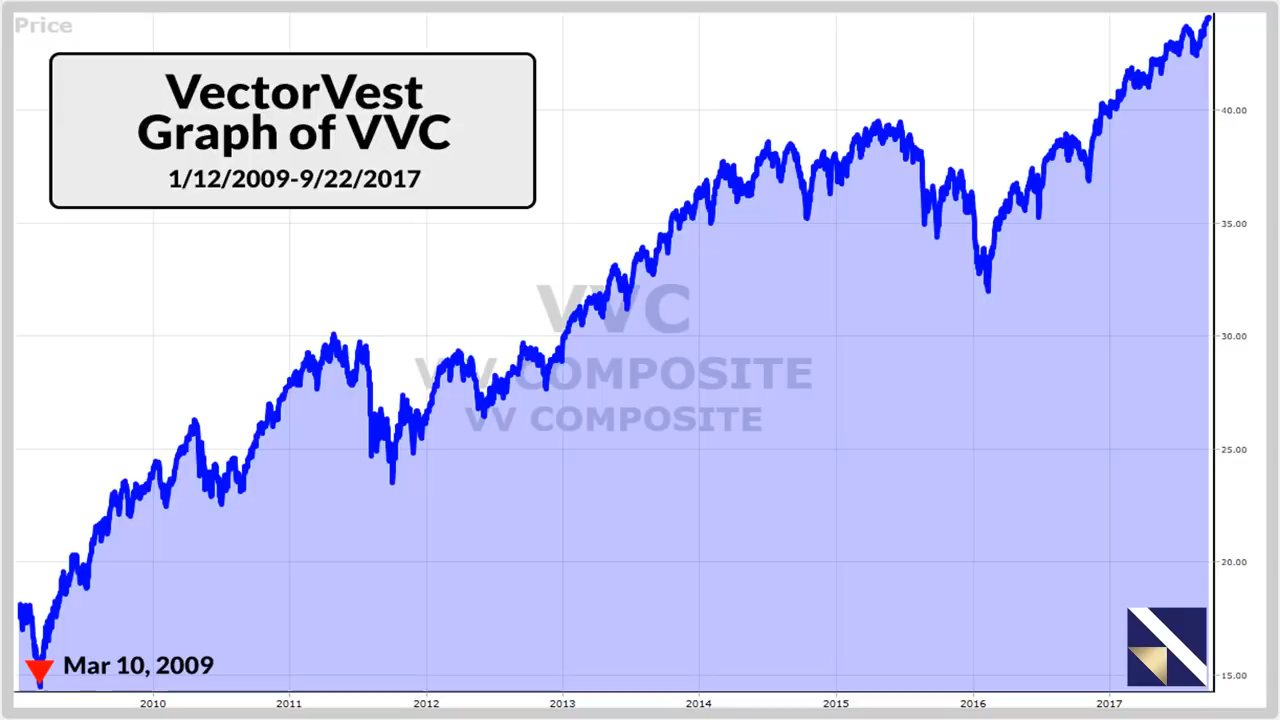 Price
VectorVest
Graph of VVC
1/12/2009-9/22/2017
40.00
35.00
VVC
30.00
VV COMPOSITE
VV COMPOSITE
25.00
20.00
Mar 10, 2009
15.00
2010 2011 2012 2013 2014 2015 2016 2017